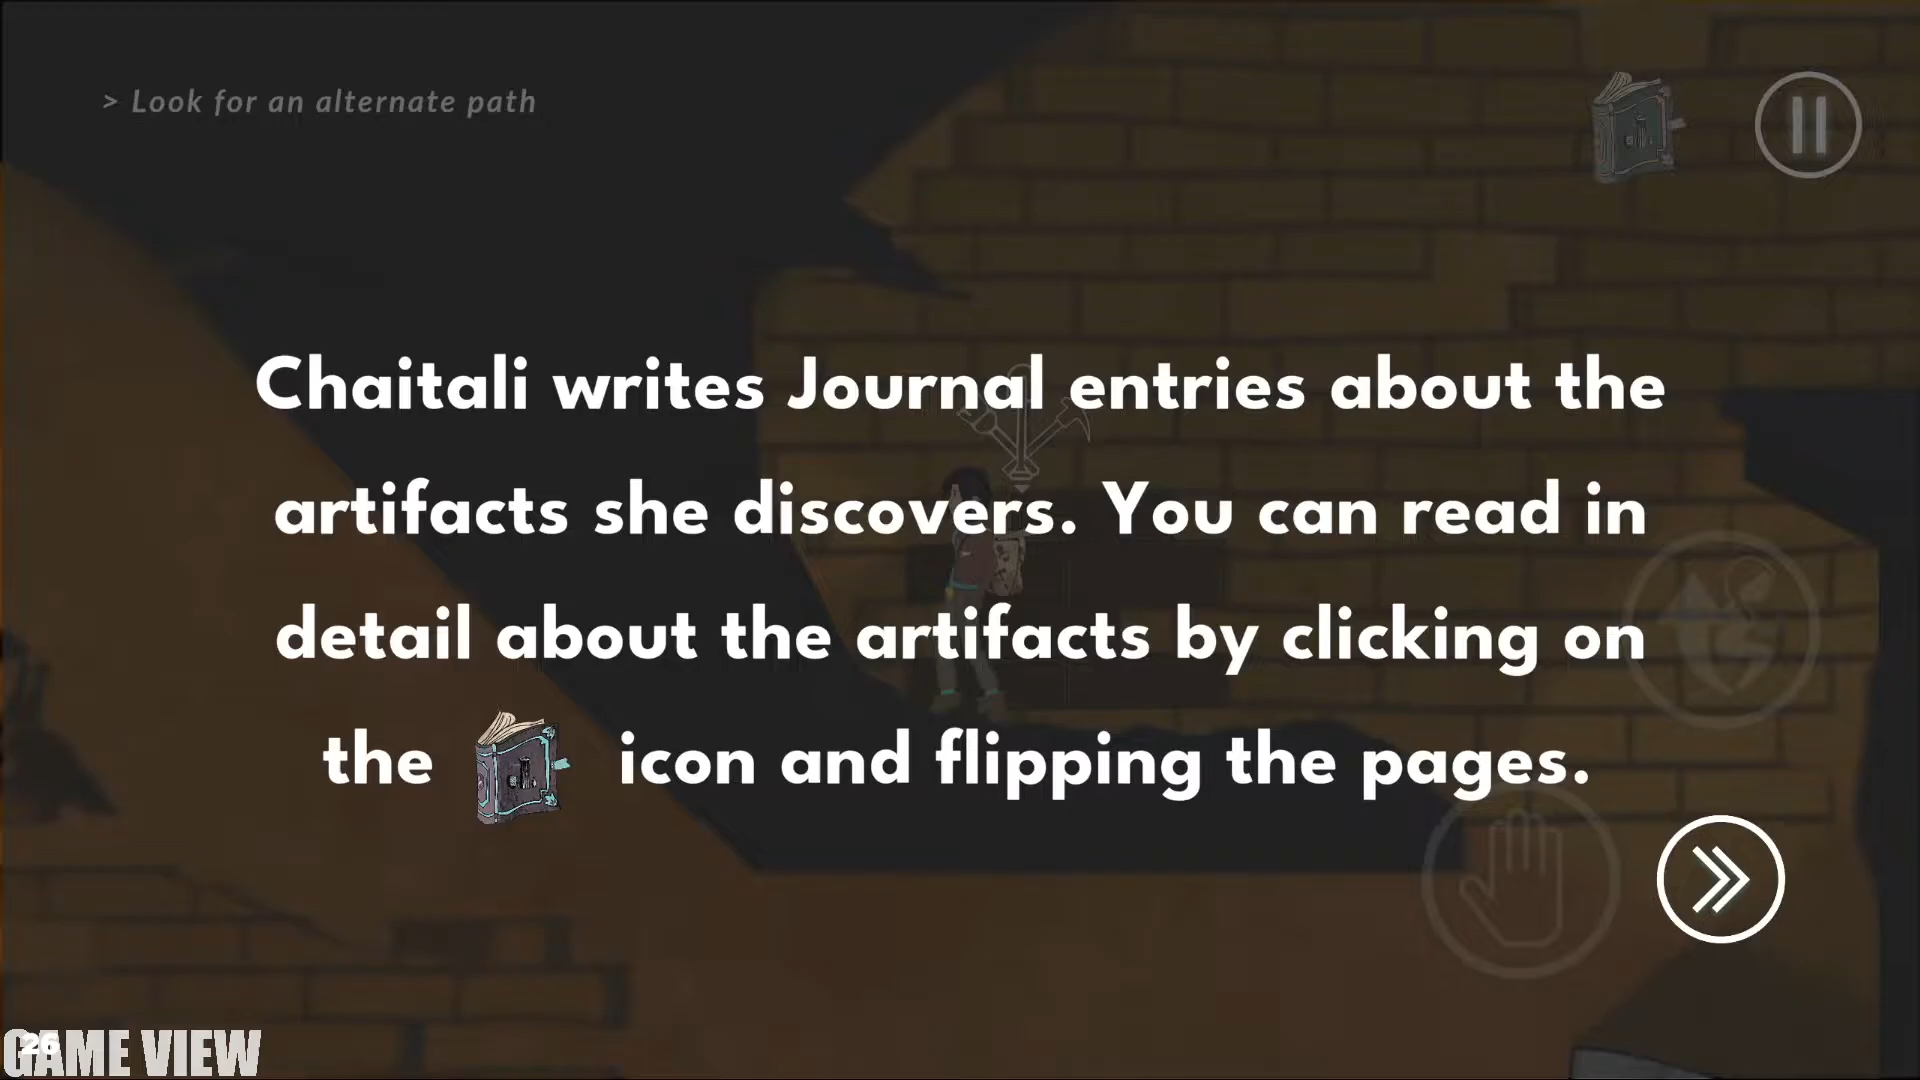 > Look for an alternate path
Chaitali writes Journal entries about the
artifacts she discovers. You can read in
detail about the artifacts by clicking on
the icon and flipping the pages.
26
GAME VIEW